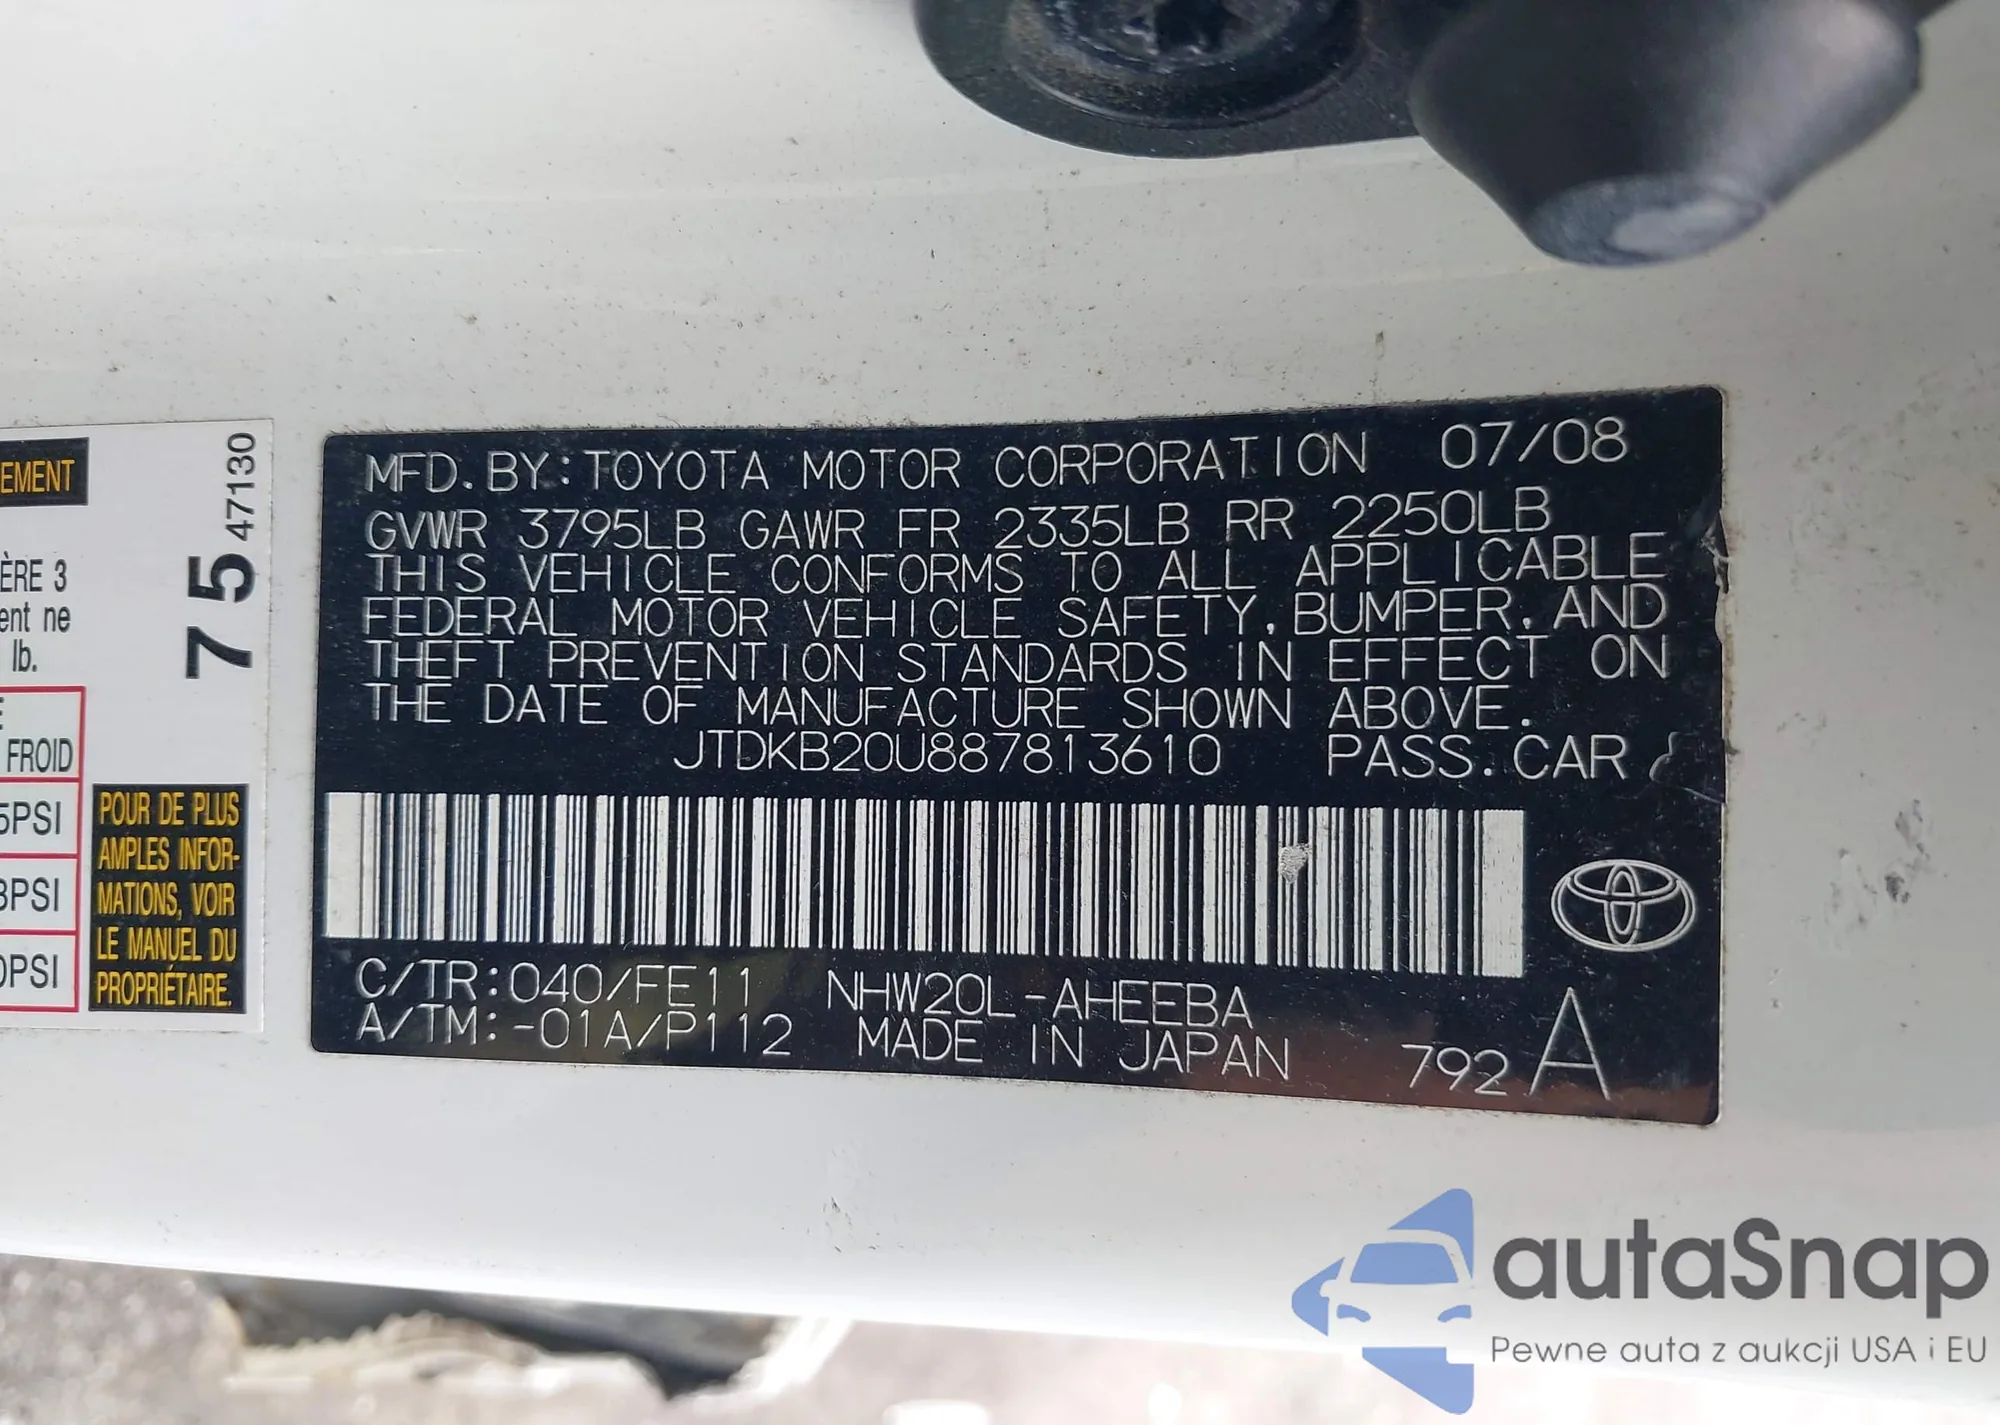 EMENT
ÈRE 3
ent ne
lb.
FROID
5PSI
PSI
PSI
7 5 47130
POUR DE PLUS
AMPLES INFOR-
MATIONS, VOIR
LE MANUEL DU
PROPRIÉTAIRE.
MFD. BY: TOYOTA MOTOR CORPORATION 07/08
GVWR 3795LB GAWR FR 2335LB RR 2250LB
THIS VEHICLE CONFORMS TO ALL APPLICABLE
FEDERAL MOTOR VEHICLE SAFETY, BUMPER, AND
THEFT PREVENTION STANDARDS IN EFFECT ON
THE DATE OF MANUFACTURE SHOWN ABOVE.
JTDKB20U887813610 PASS. CAR
C/TR: 040/FE11 NHW20L-AHEEBA
A/TM: -01A/P112 MADE IN JAPAN 792 A
autaSnap
Pewne auta z aukcji USA i EU